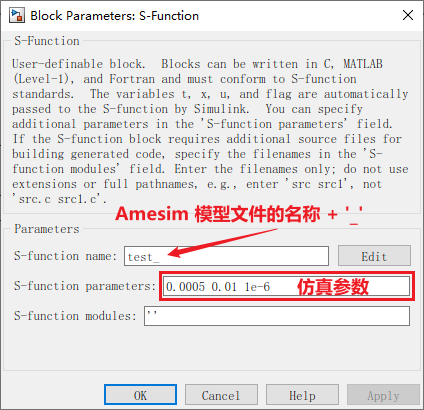 Block Parameters: S-Function
S-Function
User-definable block.  Blocks can be written in C, MATLAB
(Level-1), and Fortran and must conform to S-function
standards.  The variables t, x, u, and flag are automatically
passed to the S-function by Simulink.  You can specify
additional parameters in the 'S-function parameters' field.
If the S-function block requires additional source files for
building generated code, specify the filenames in the 'S-
function modules' field. Enter the filenames only; do not use
extensions or full pathnames, e.g., enter 'src src1', not
'src.c src1.c'.
Amesim 模型文件的名称 + '_'
Parameters
S-function name: test_ Edit
S-function parameters: 0.0005 0.01 1e-6 仿真参数
S-function modules: ''
OK Cancel Help Apply